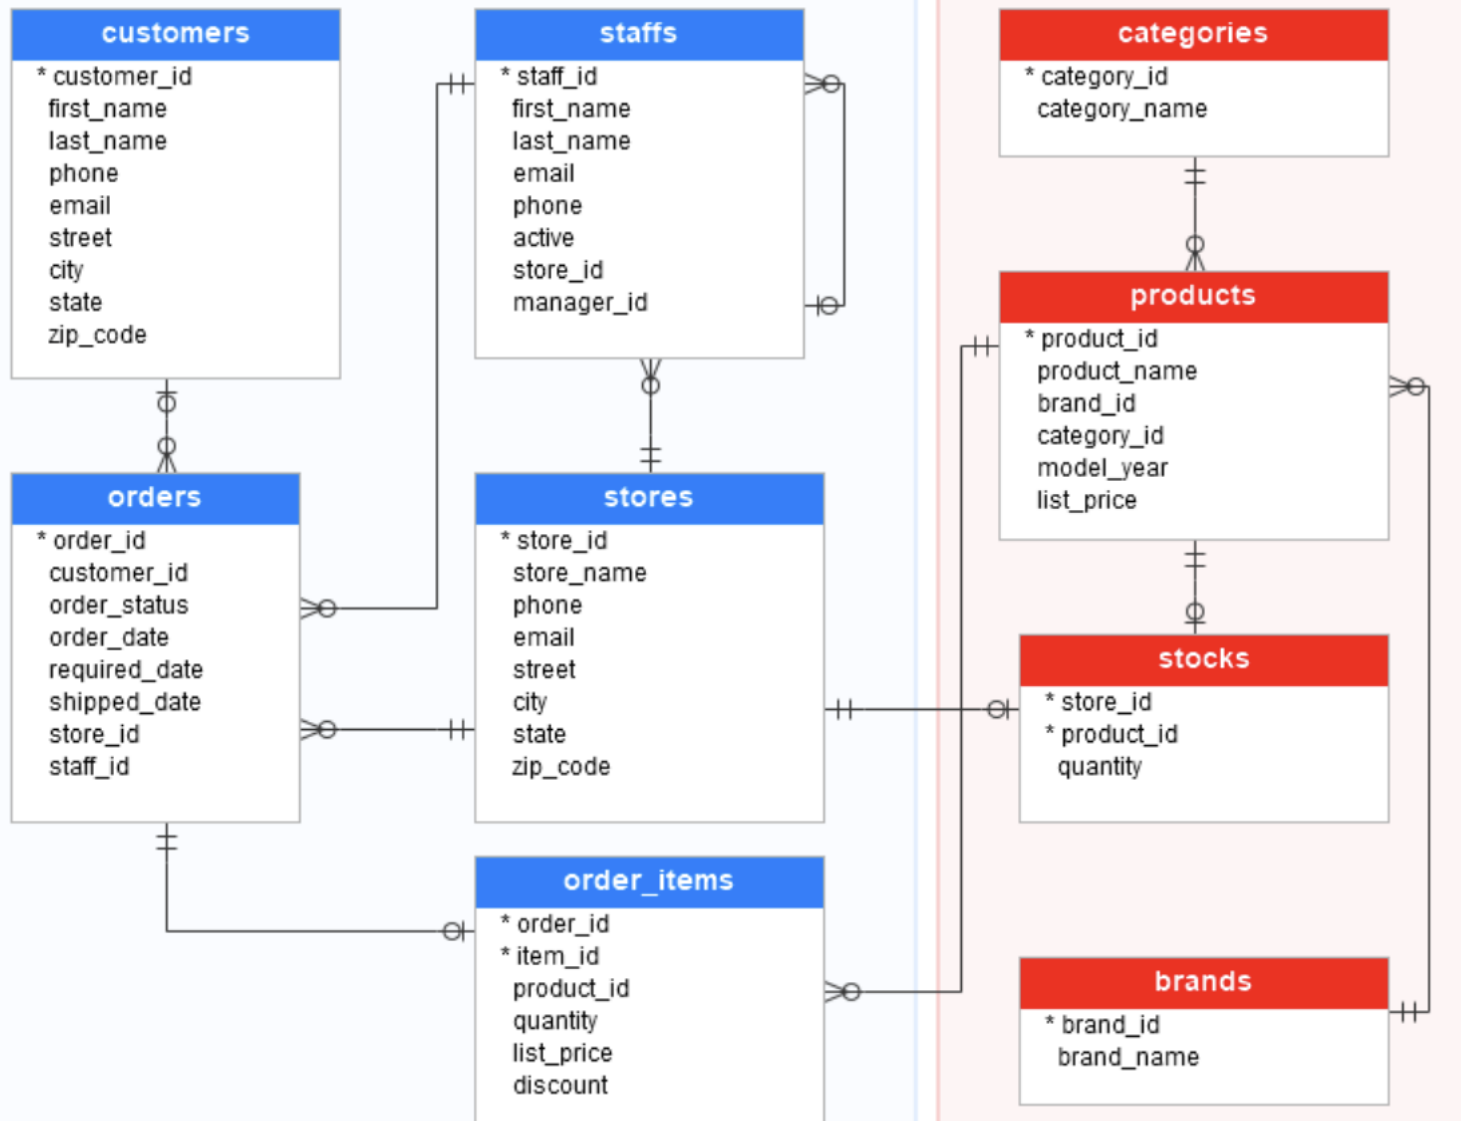 customers
* customer_id
first_name
last_name
phone
email
street
city
state
zip_code
staffs
* staff_id
first_name
last_name
email
phone
active
store_id
manager_id
categories
* category_id
category_name
products
* product_id
product_name
brand_id
category_id
model_year
list_price
orders
* order_id
customer_id
order_status
order_date
required_date
shipped_date
store_id
staff_id
stores
* store_id
store_name
phone
email
street
city
state
zip_code
stocks
* store_id
* product_id
quantity
order_items
* order_id
* item_id
product_id
quantity
list_price
discount
brands
* brand_id
brand_name